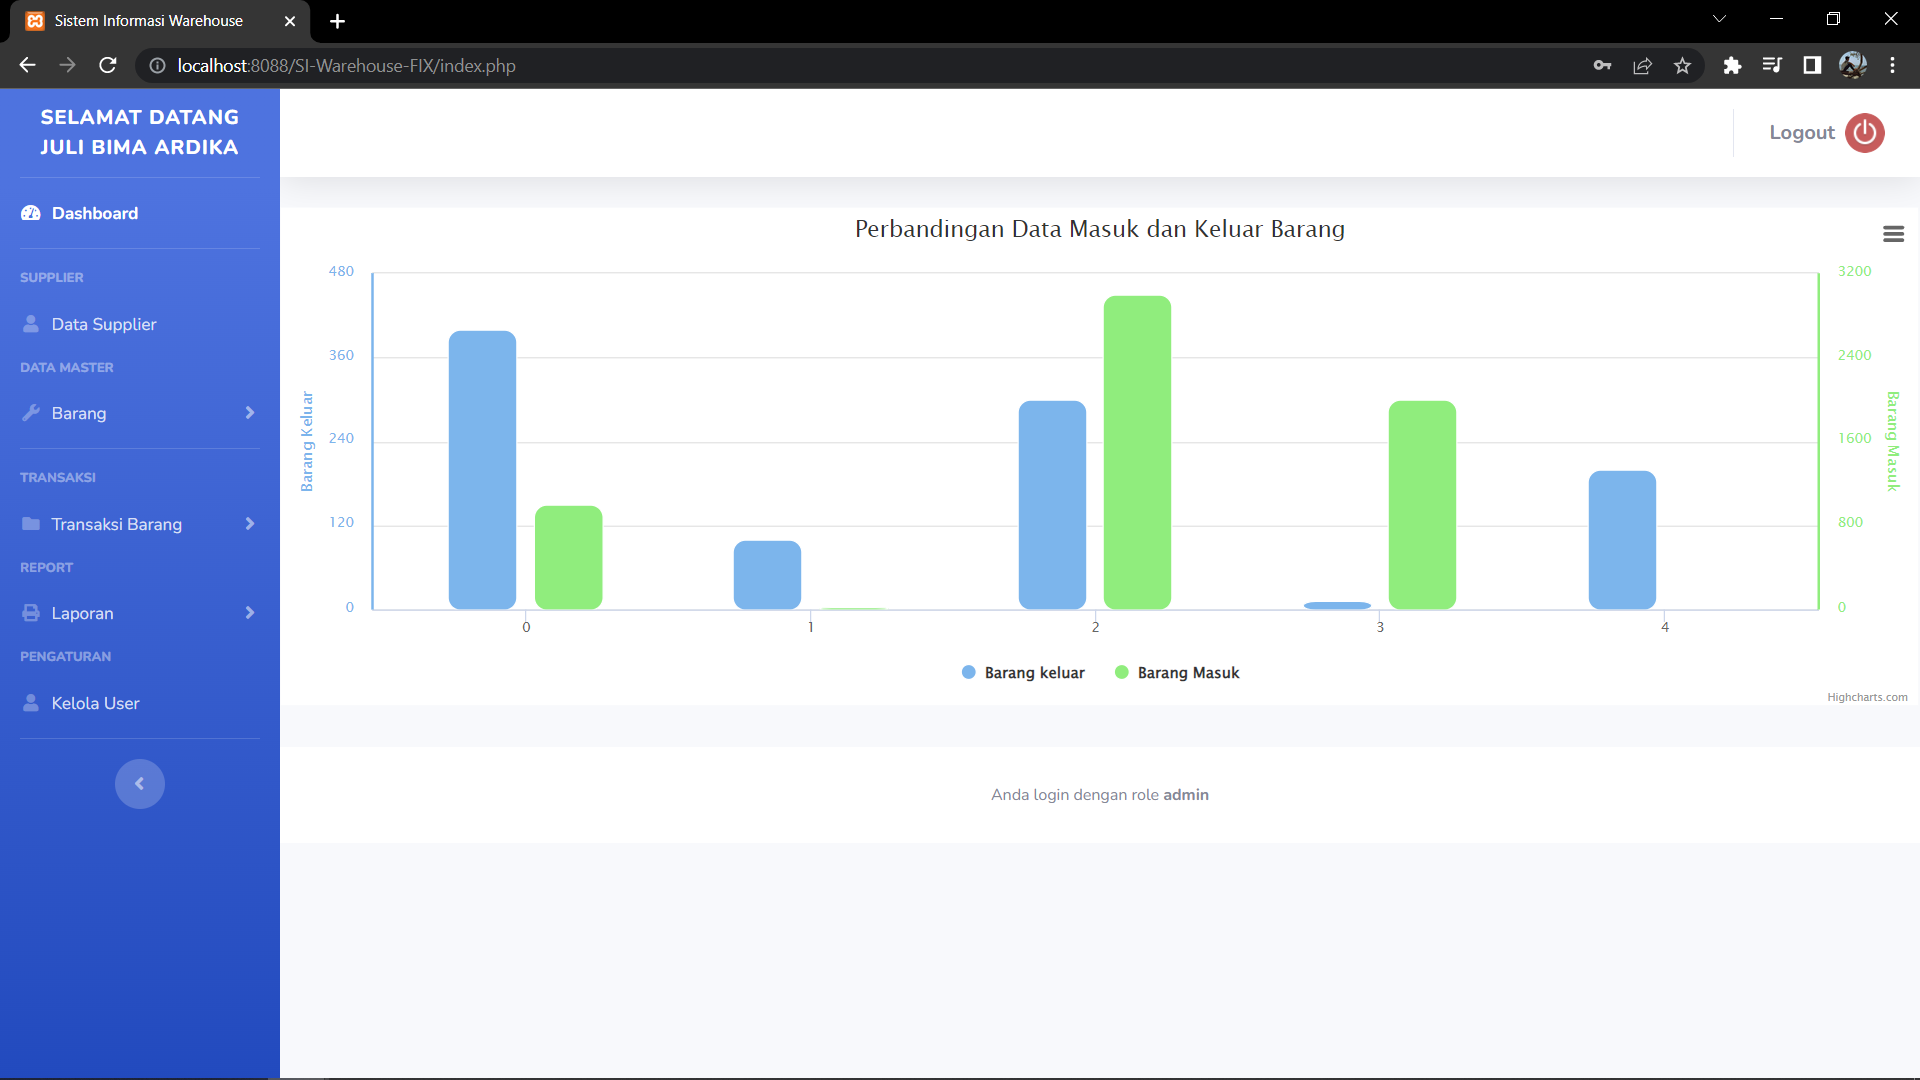 Sistem Informasi Warehouse
localhost:8088/SI-Warehouse-FIX/index.php
SELAMAT DATANG
JULI BIMA ARDIKA
Dashboard
SUPPLIER
Data Supplier
DATA MASTER
Barang
TRANSAKSI
Transaksi Barang
REPORT
Laporan
PENGATURAN
Kelola User
Logout
Perbandingan Data Masuk dan Keluar Barang
Barang Keluar
480
360
240
120
0
3200
2400
1600
800
0
Barang Masuk
0 1 2 3 4
Barang keluar Barang Masuk
Highcharts.com
Anda login dengan role admin